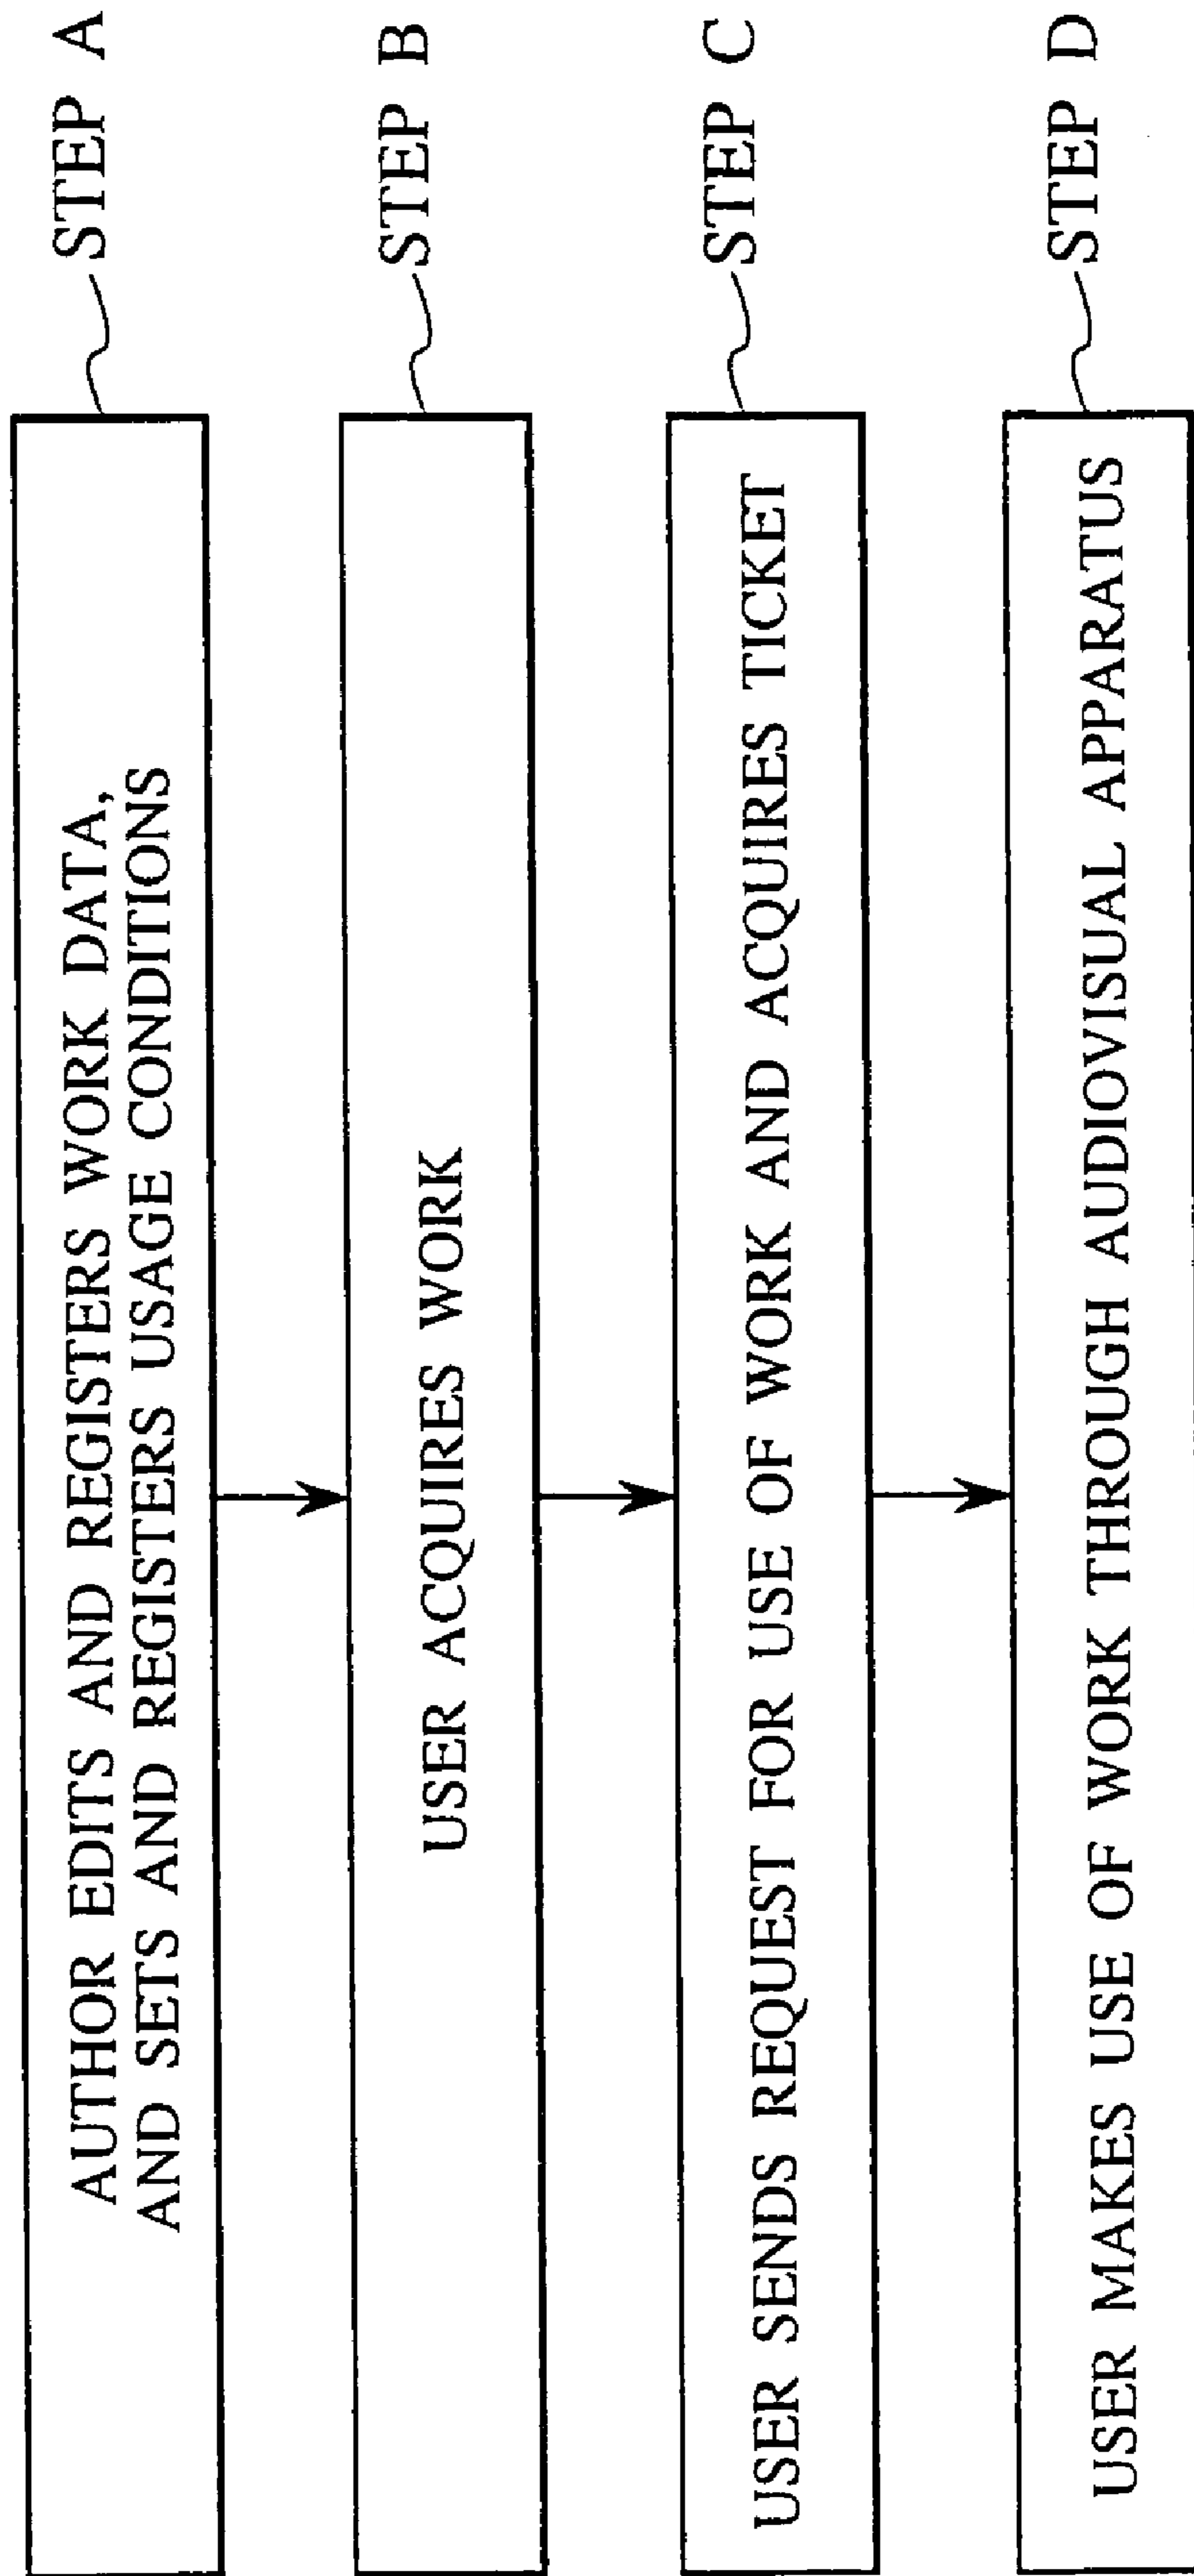 AUTHOR EDITS AND REGISTERS WORK DATA,
AND SETS AND REGISTERS USAGE CONDITIONS
STEP A
USER ACQUIRES WORK
STEP B
USER SENDS REQUEST FOR USE OF WORK AND ACQUIRES TICKET
STEP C
USER MAKES USE OF WORK THROUGH AUDIOVISUAL APPARATUS
STEP D